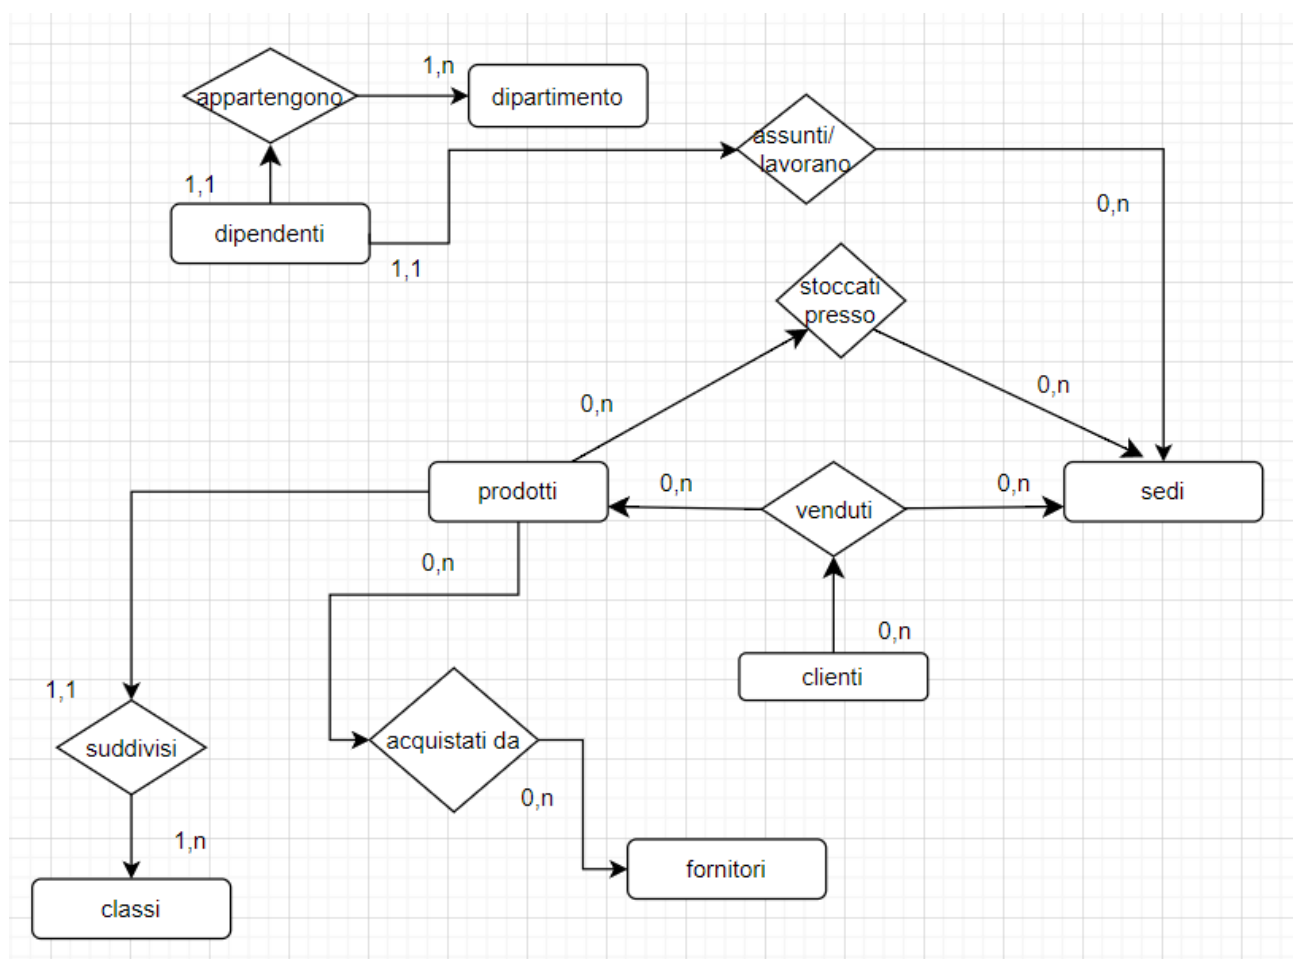 1,n
appartengono
dipartimento
assunti/
lavorano
1,1
0,n
dipendenti
1,1
stoccati
presso
0,n
0,n
prodotti
0,n
0,n
sedi
venduti
0,n
0,n
clienti
1,1
suddivisi
acquistati da
0,n
1,n
fornitori
classi